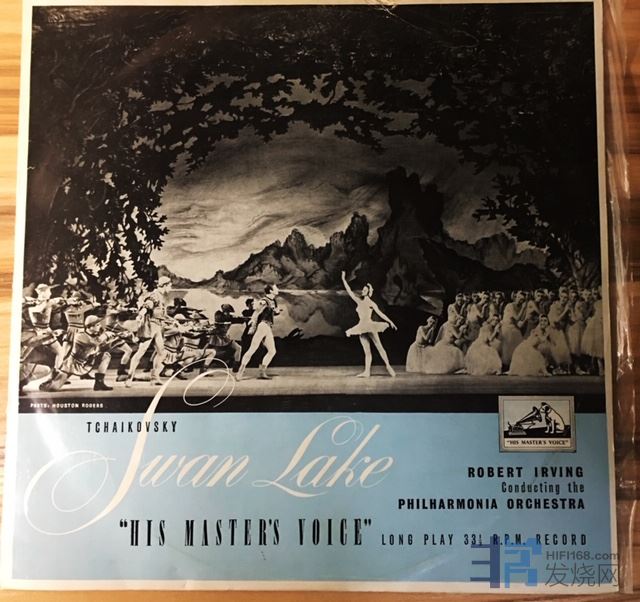 PHOTO: HOUSTON ROGERS
TCHAIKOVSKY
Swan Lake
"HIS MASTER'S VOICE"
ROBERT IRVING
Conducting the
PHILHARMONIA ORCHESTRA
"HIS MASTER'S VOICE" LONG PLAY 33⅓ R.P.M. RECORD
HIFI168.com
发烧网